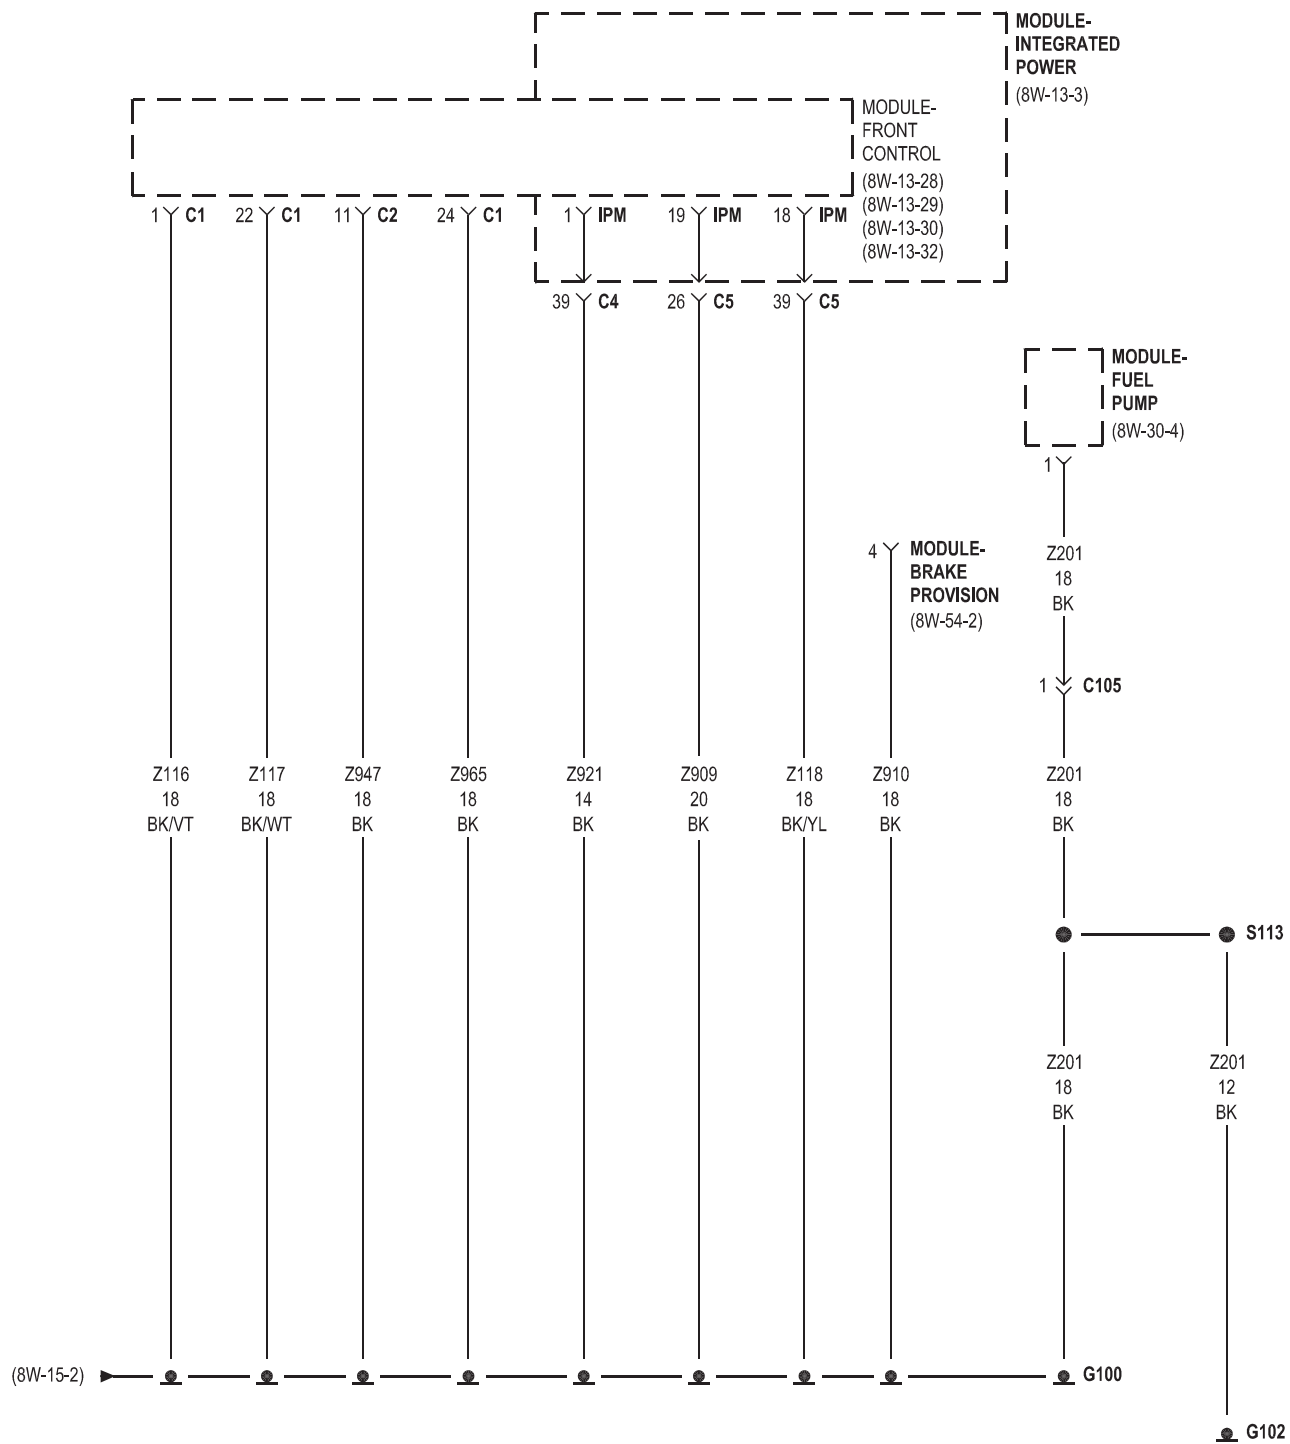 MODULE-
INTEGRATED
POWER
(8W-13-3)
MODULE-
FRONT
CONTROL
(8W-13-28)
(8W-13-29)
(8W-13-30)
(8W-13-32)
1 C1 22 C1 11 C2 24 C1 1 IPM 19 IPM 18 IPM
39 C4 26 C5 39 C5
MODULE-
FUEL
PUMP
(8W-30-4)
1
4 MODULE-
BRAKE
PROVISION
(8W-54-2)
Z201
18
BK
1 C105
Z116 Z117 Z947 Z965 Z921 Z909 Z118 Z910 Z201
18 18 18 18 14 20 18 18 18
BK/VT BK/WT BK BK BK BK BK/YL BK BK
S113
Z201 Z201
18 12
BK BK
(8W-15-2) G100
G102